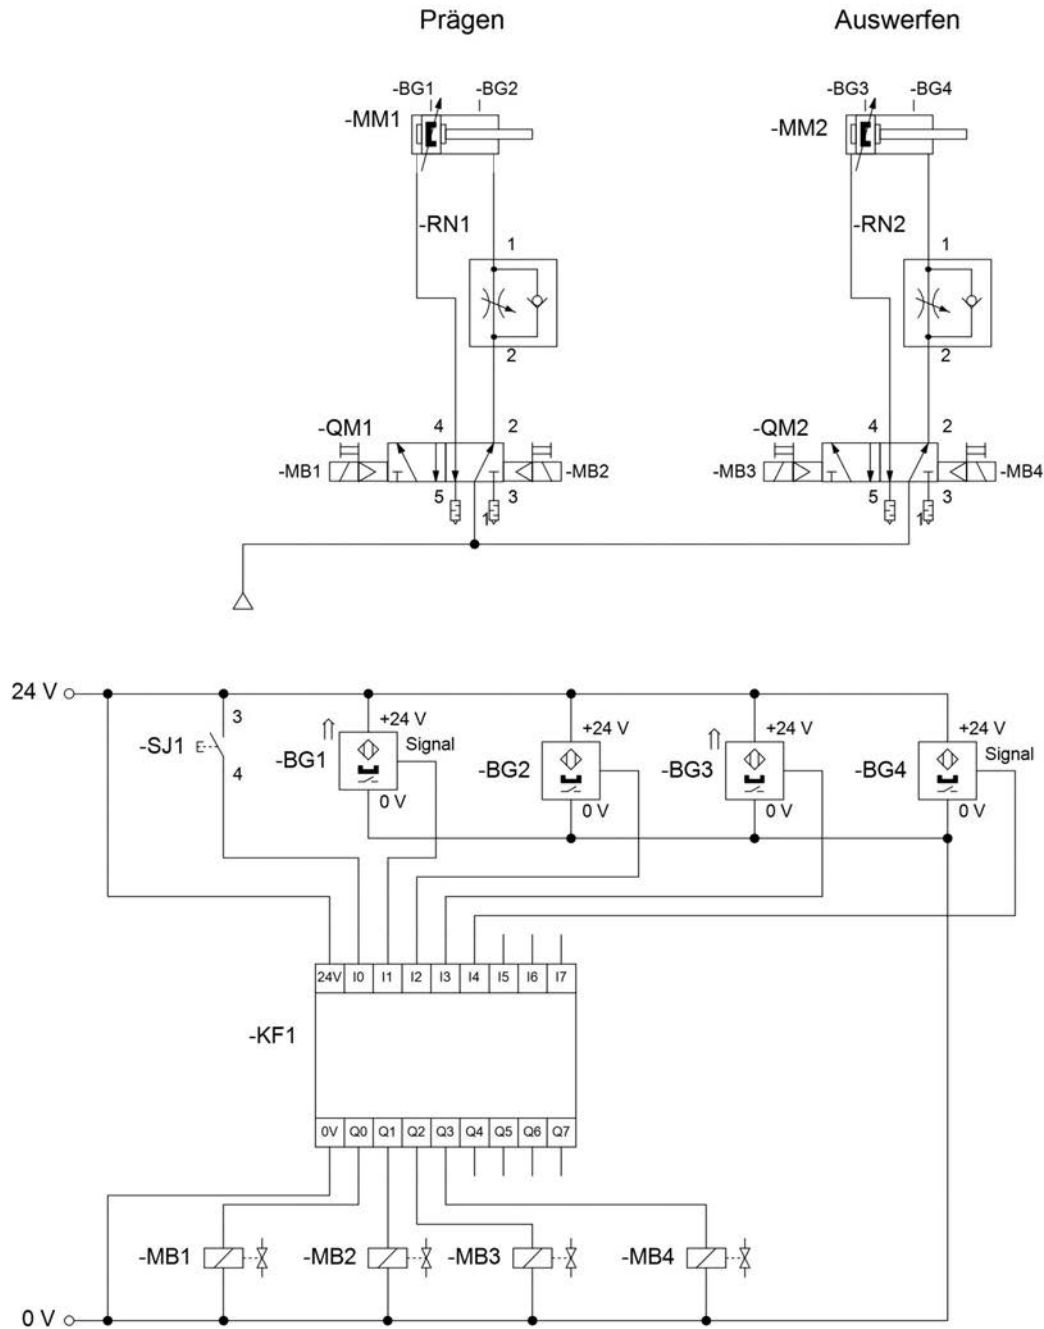 Prägen
Auswerfen
-BG1
-BG2
-BG3
-BG4
-MM1
-MM2
-RN1
-RN2
1
1
2
2
-QM1
4
2
-QM2
4
2
-MB1
-MB2
-MB3
-MB4
5
3
5
3
1
1
24 V
3
+24 V
+24 V
+24 V
+24 V
-SJ1
Signal
Signal
-BG1
-BG2
-BG3
-BG4
4
0 V
0 V
0 V
0 V
24V I0 I1 I2 I3 I4 I5 I6 I7
-KF1
0V Q0 Q1 Q2 Q3 Q4 Q5 Q6 Q7
-MB1
-MB2
-MB3
-MB4
0 V